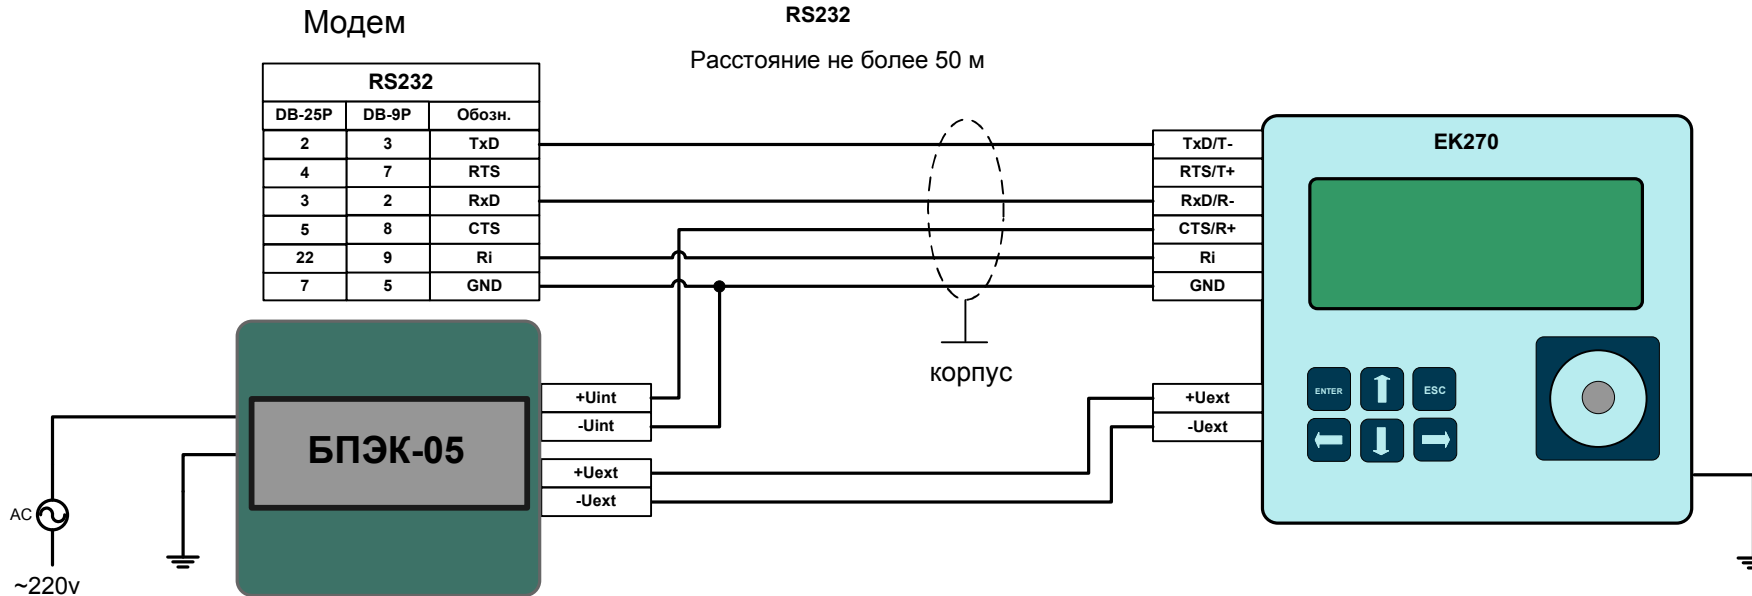 Модем
RS232
Расстояние не более 50 м
RS232
DB-25P DB-9P Обозн.
2 3 TxD
4 7 RTS
3 2 RxD
5 8 CTS
22 9 Ri
7 5 GND
TxD/T-
RTS/T+
RxD/R-
CTS/R+
Ri
GND
EK270
корпус
+Uint
-Uint
+Uext
-Uext
+Uext
-Uext
ENTER
ESC
БПЭК-05
AC
~220v